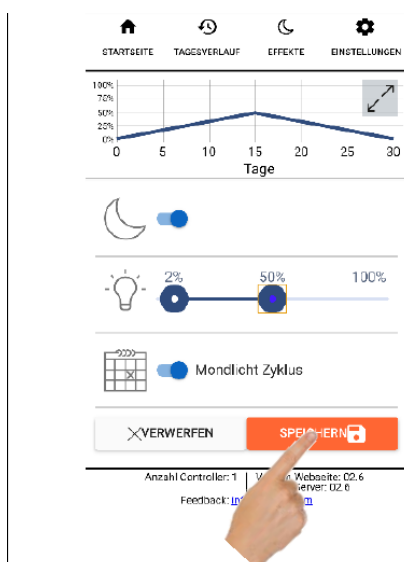 STARTSEITE TAGESVERLAUF EFFEKTE EINSTELLUNGEN
100%
75%
50%
25%
0%
0 5 10 15 20 25 30
Tage
2% 50% 100%
Mondlicht Zyklus
VERWERFEN SPEICHERN
Anzahl Controller: 1 Webseite: 02.6
Server: 02.6
Feedback: